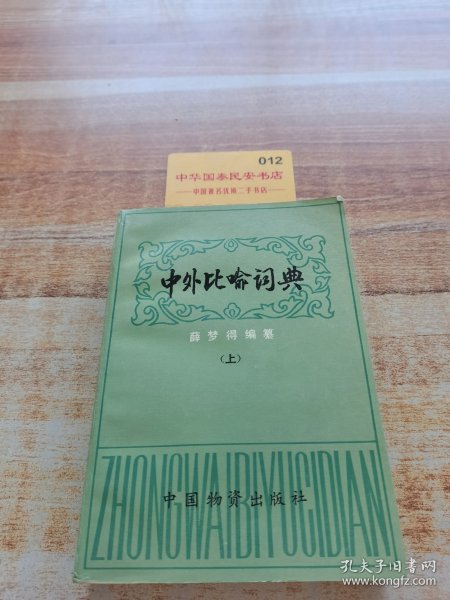 012
中华国泰民安书店
中国著名优质二手书店
中外比喻词典
薛梦得编纂
(上)
ZHONGWAIBIYUCIDIAN
中国物资出版社
孔夫子旧书网
www.kongfz.com